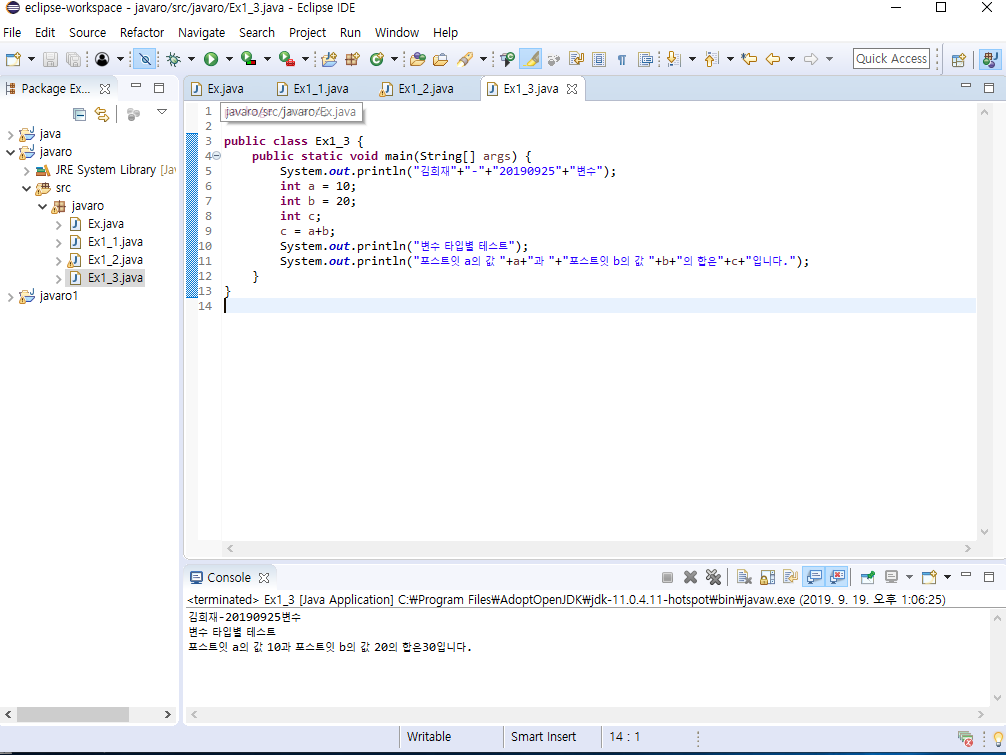 eclipse-workspace - javaro/src/javaro/Ex1_3.java - Eclipse IDE
File Edit Source Refactor Navigate Search Project Run Window Help
Quick Access
Package Ex...
Ex.java Ex1_1.java Ex1_2.java Ex1_3.java
javaro/src/javaro/Ex.java
java
javaro
JRE System Library [Jav
src
javaro
Ex.java
Ex1_1.java
Ex1_2.java
Ex1_3.java
javaro1
1
2
3 public class Ex1_3 {
4 public static void main(String[] args) {
5 System.out.println("김희재"+"-"+"20190925"+"변수");
6 int a = 10;
7 int b = 20;
8 int c;
9 c = a+b;
10 System.out.println("변수 타입별 테스트");
11 System.out.println("포스트잇 a의 값 "+a+"과 "+"포스트잇 b의 값 "+b+"의 합은"+c+"입니다.");
12 }
13 }
14
Console
<terminated> Ex1_3 [Java Application] C:₩Program Files₩AdoptOpenJDK₩jdk-11.0.4.11-hotspot₩bin₩javaw.exe (2019. 9. 19. 오후 1:06:25)
김희재-20190925변수
변수 타입별 테스트
포스트잇 a의 값 10과 포스트잇 b의 값 20의 합은30입니다.
Writable Smart Insert 14 : 1